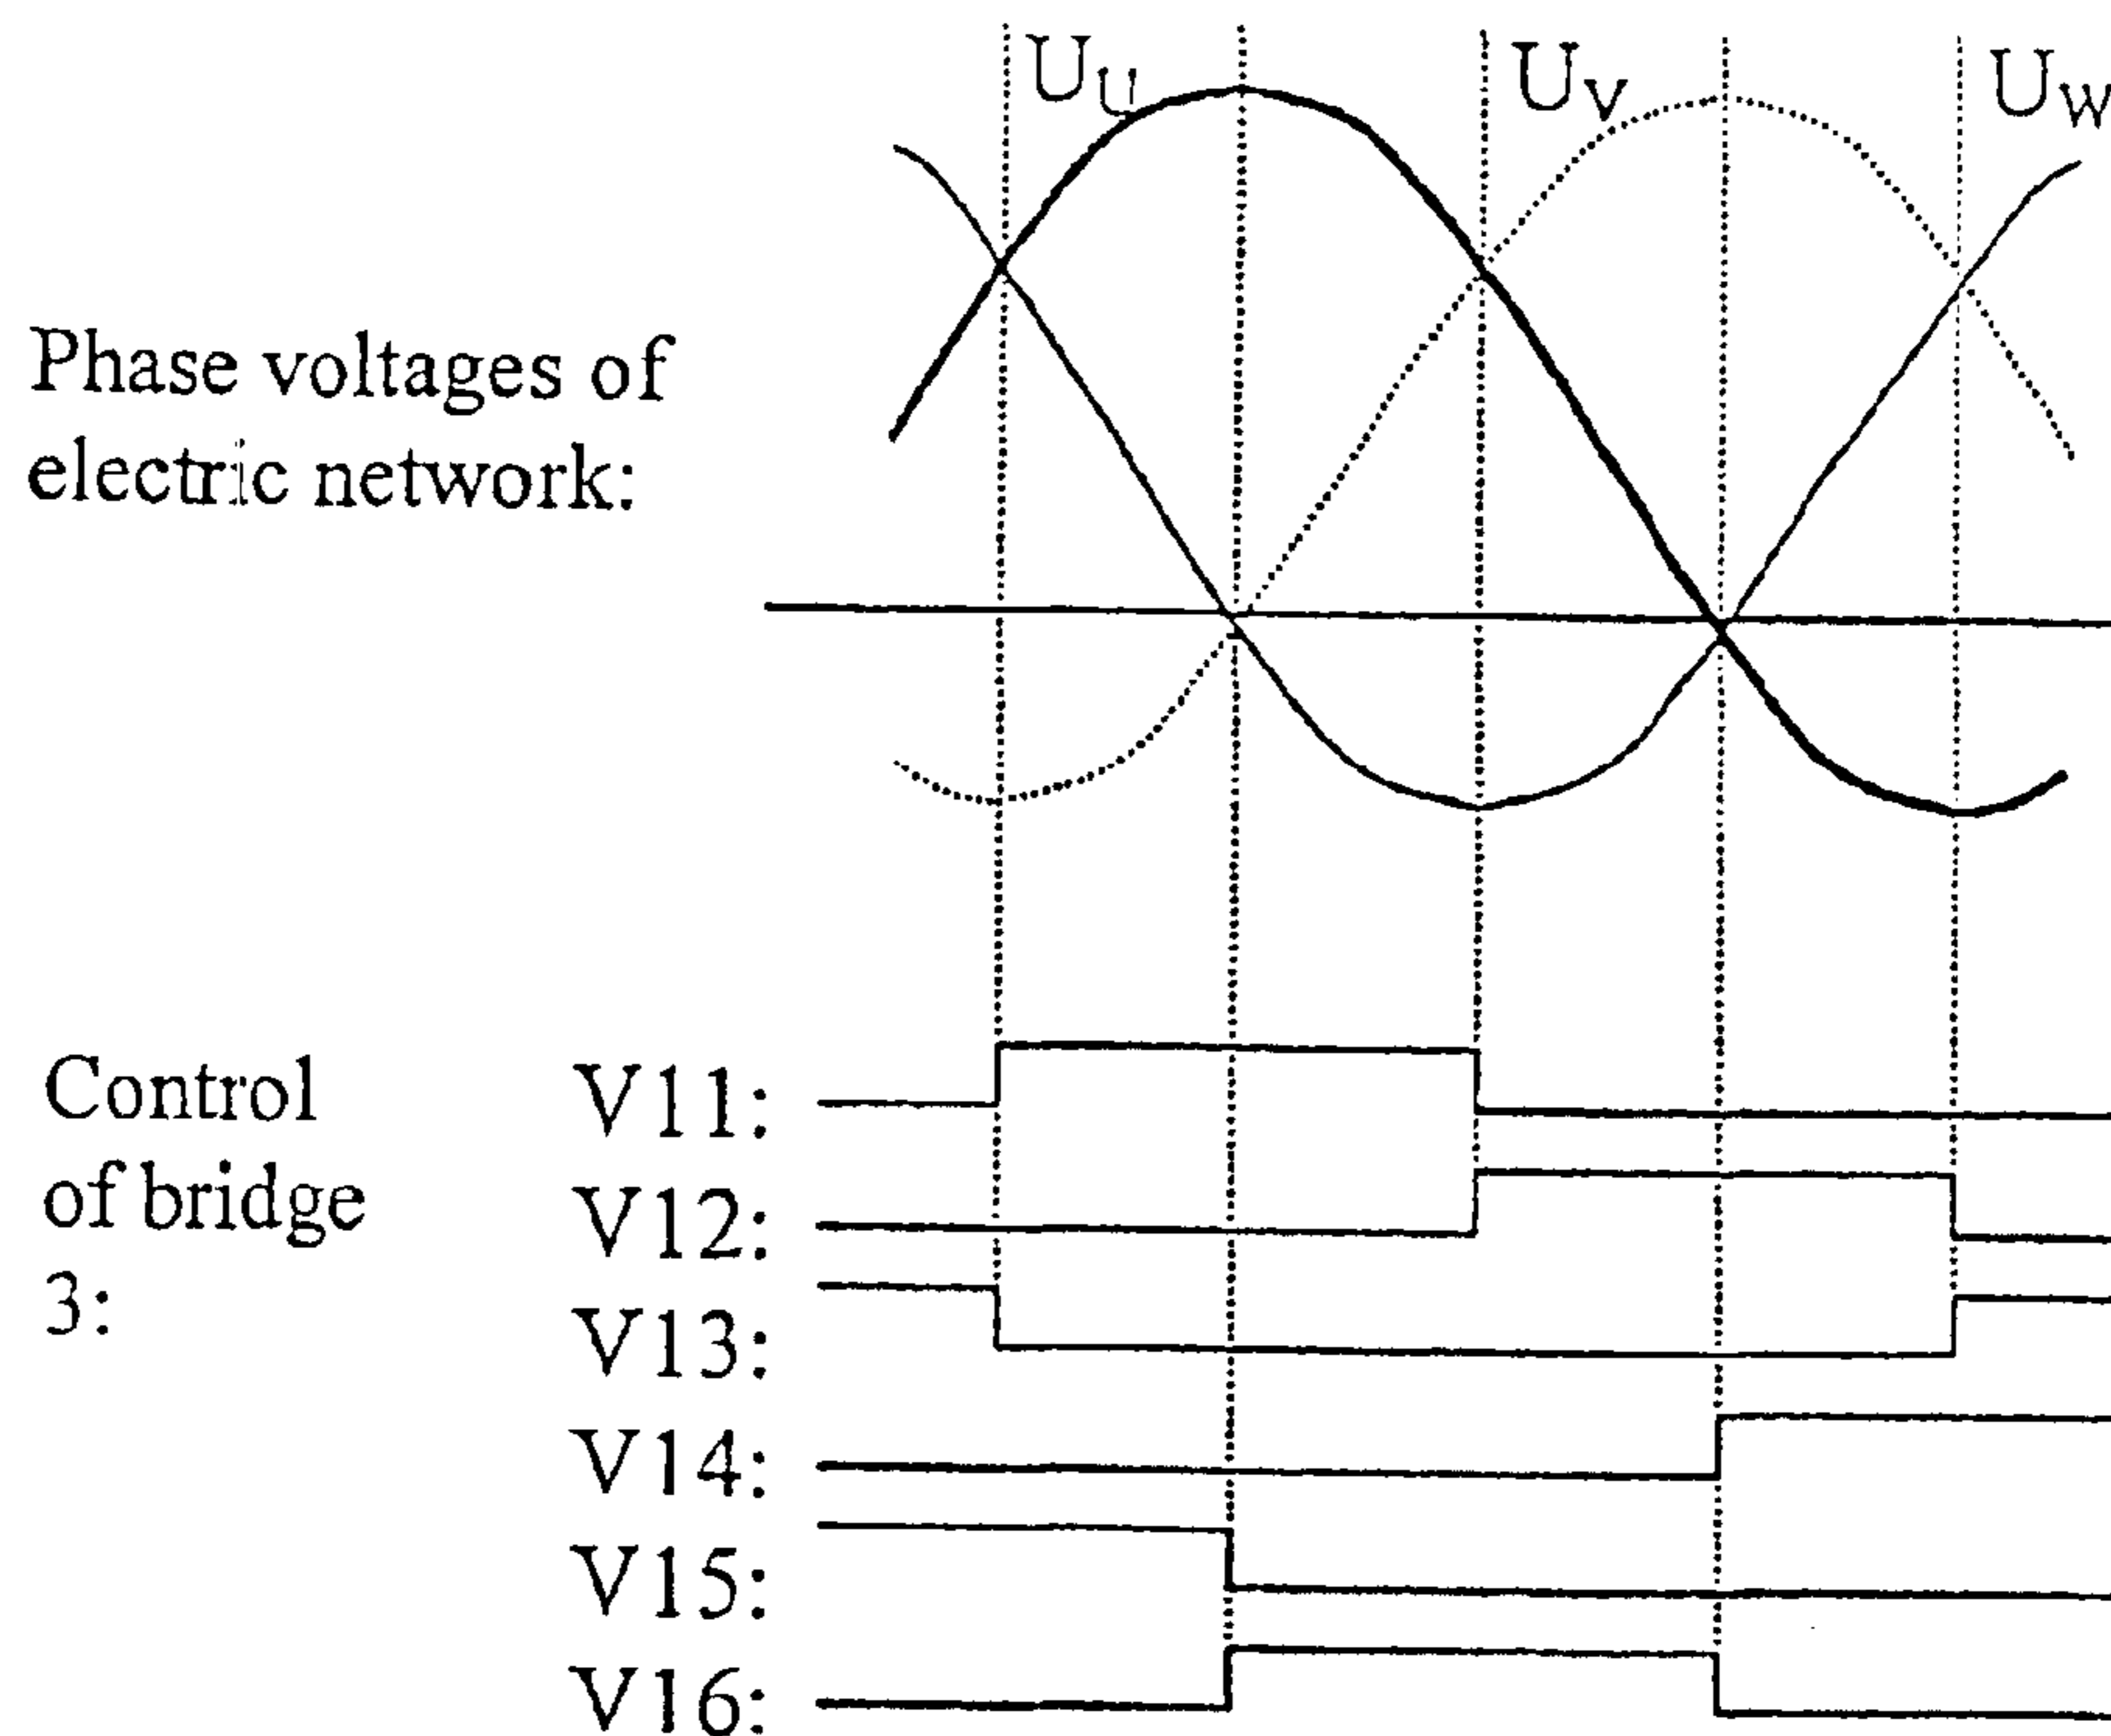 U_U U_V U_W
Phase voltages of
electric network:
Control
of bridge
3:
V11:
V12:
V13:
V14:
V15:
V16: